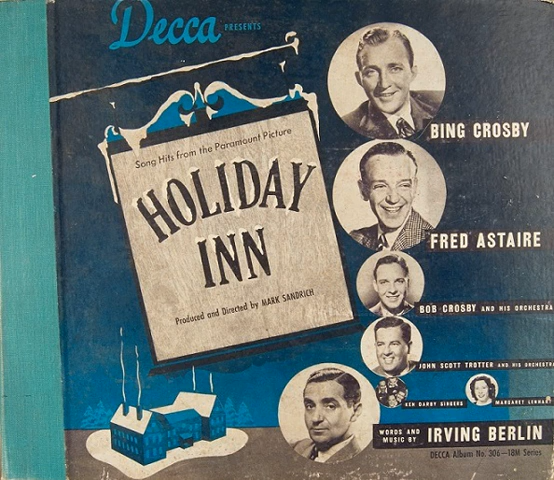 Decca PRESENTS
Song Hits from the Paramount Picture
HOLIDAY
INN
Produced and Directed by MARK SANDRICH
BING CROSBY
FRED ASTAIRE
BOB CROSBY AND HIS ORCHESTRA
JOHN SCOTT TROTTER AND HIS ORCHESTRA
KEN DARBY SINGERS
MARGARET LENHART
WORDS AND
MUSIC BY IRVING BERLIN
DECCA Album No. 306—18M Series